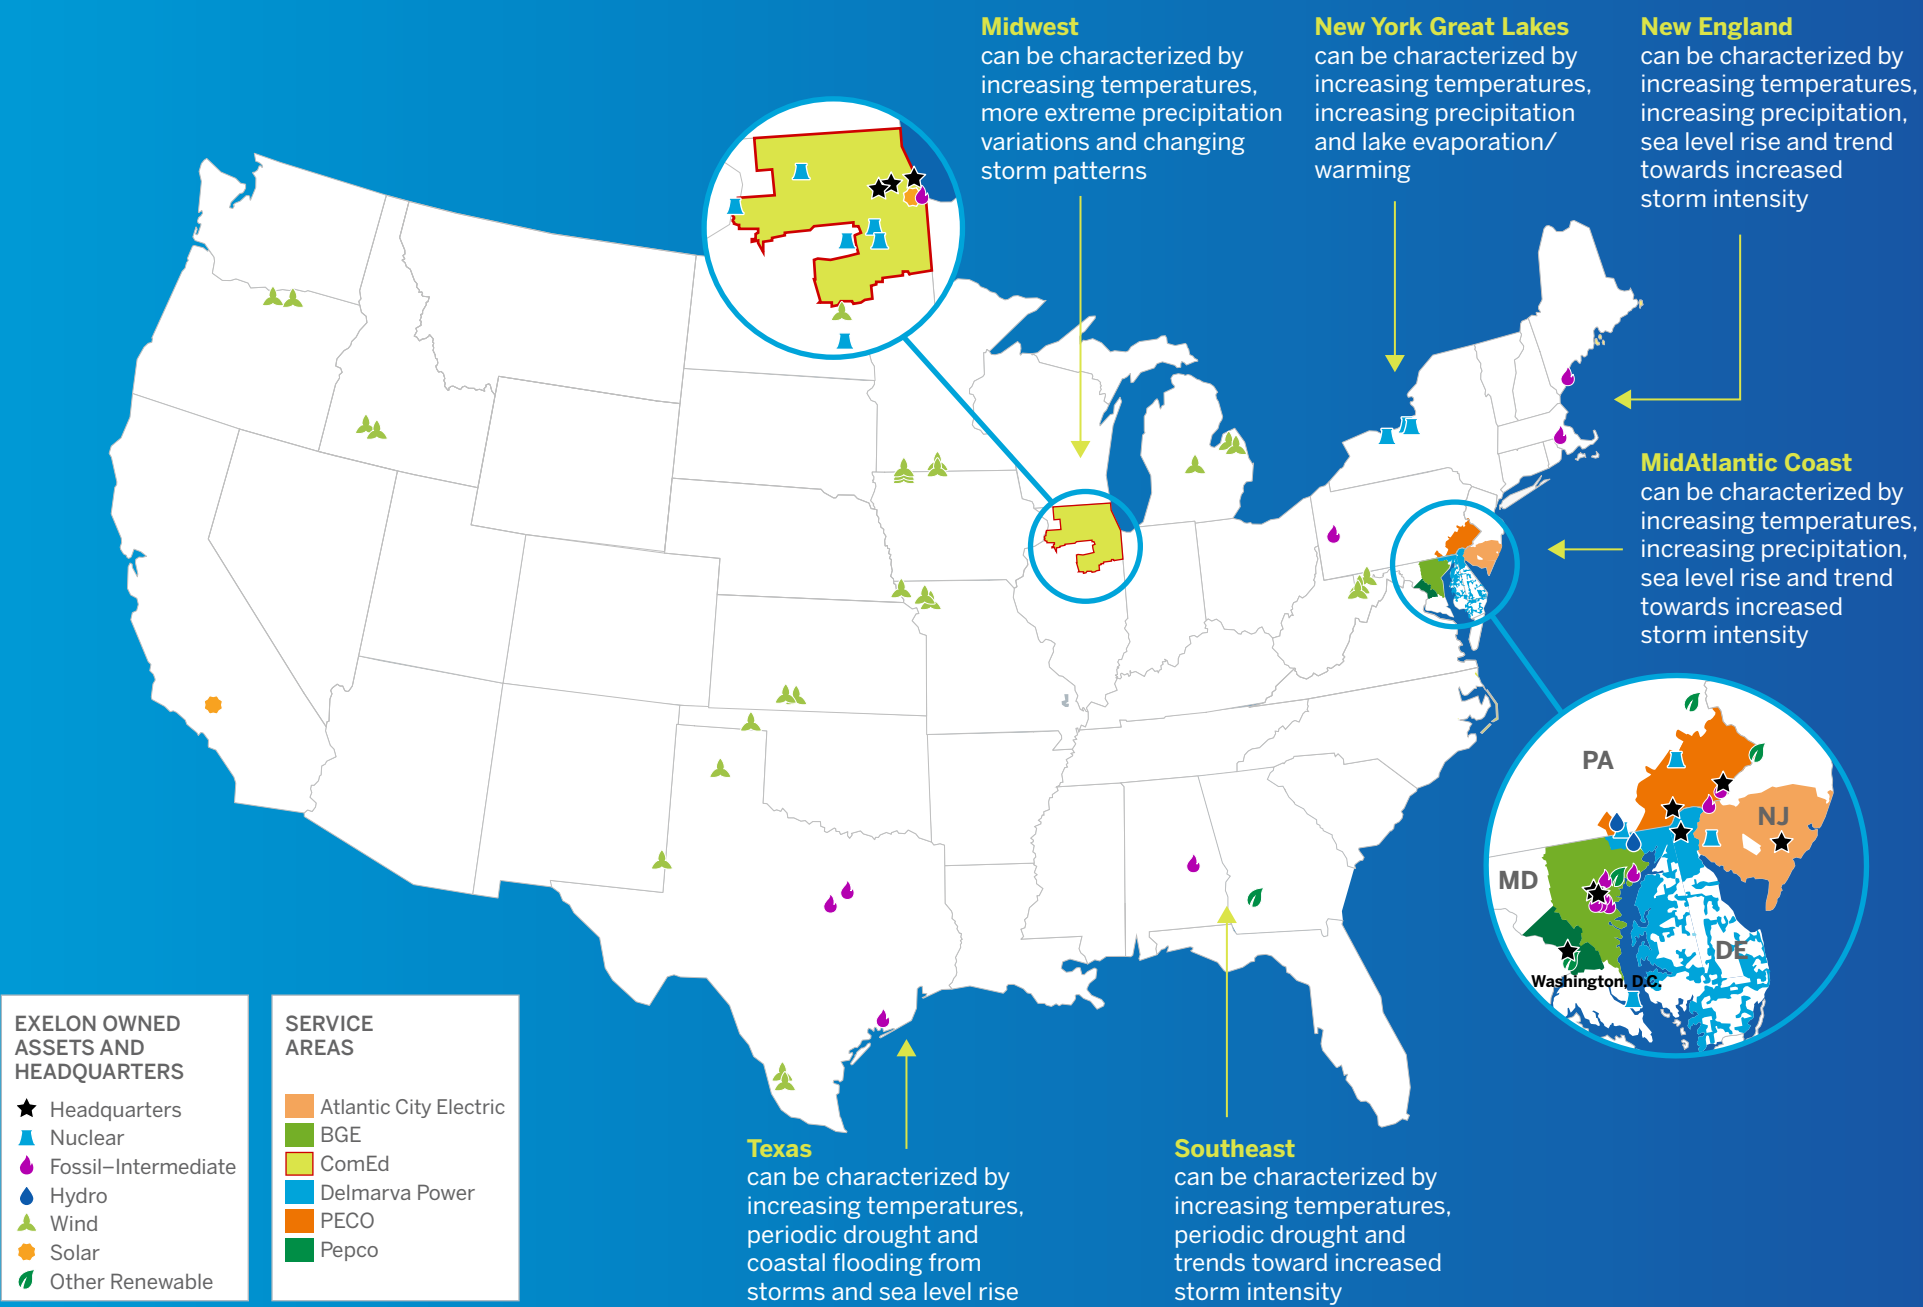 Midwest
can be characterized by
increasing temperatures,
more extreme precipitation
variations and changing
storm patterns
New York Great Lakes
can be characterized by
increasing temperatures,
increasing precipitation
and lake evaporation/
warming
New England
can be characterized by
increasing temperatures,
increasing precipitation,
sea level rise and trend
towards increased
storm intensity
MidAtlantic Coast
can be characterized by
increasing temperatures,
increasing precipitation,
sea level rise and trend
towards increased
storm intensity
PA
NJ
MD
DE
Washington, D.C.
EXELON OWNED
ASSETS AND
HEADQUARTERS
Headquarters
Nuclear
Fossil–Intermediate
Hydro
Wind
Solar
Other Renewable
SERVICE
AREAS
Atlantic City Electric
BGE
ComEd
Delmarva Power
PECO
Pepco
Texas
can be characterized by
increasing temperatures,
periodic drought and
coastal flooding from
storms and sea level rise
Southeast
can be characterized by
increasing temperatures,
periodic drought and
trends toward increased
storm intensity